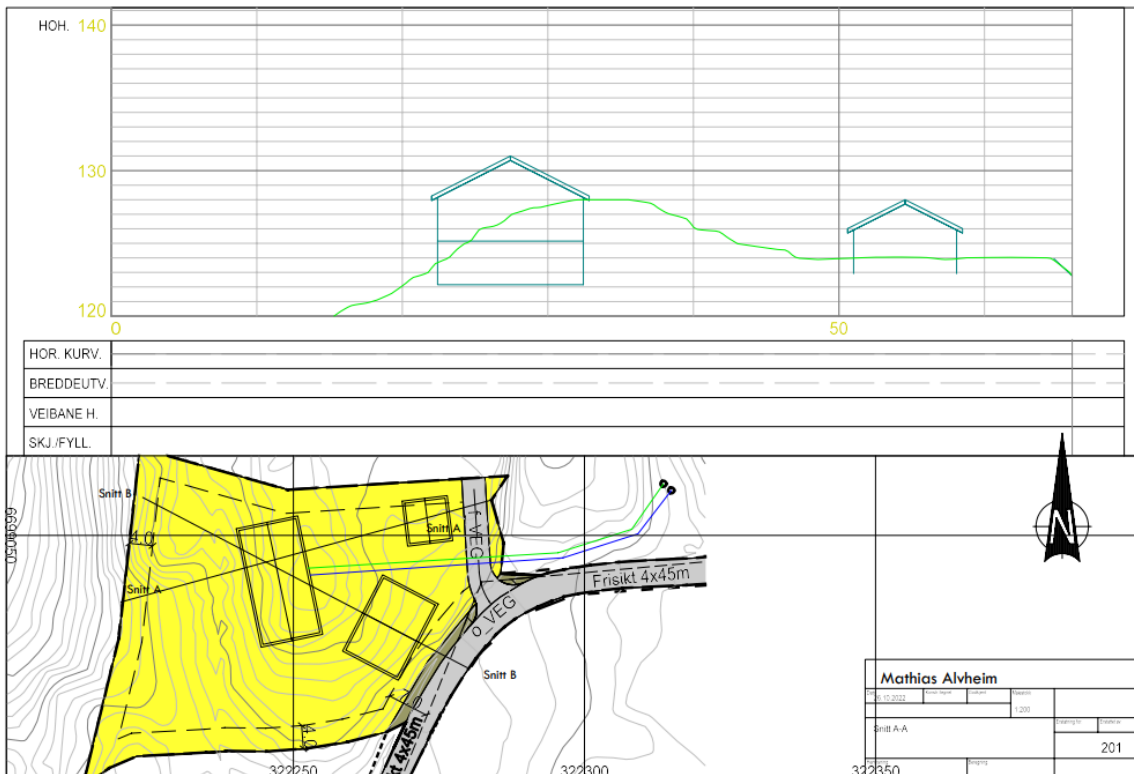 HOH.
140
130
120
0
50
HOR. KURV.
BREDDEUTV.
VEIBANE H.
SKJ./FYLL.
Snitt B
Snitt A
f_VEG
6699050
4.0
Snitt A
Frisikt 4x45m
o_VEG
Snitt B
4.0
kt 4x45m
322250
322300
322350
N
Mathias Alvheim
1:200
Snitt A-A
201